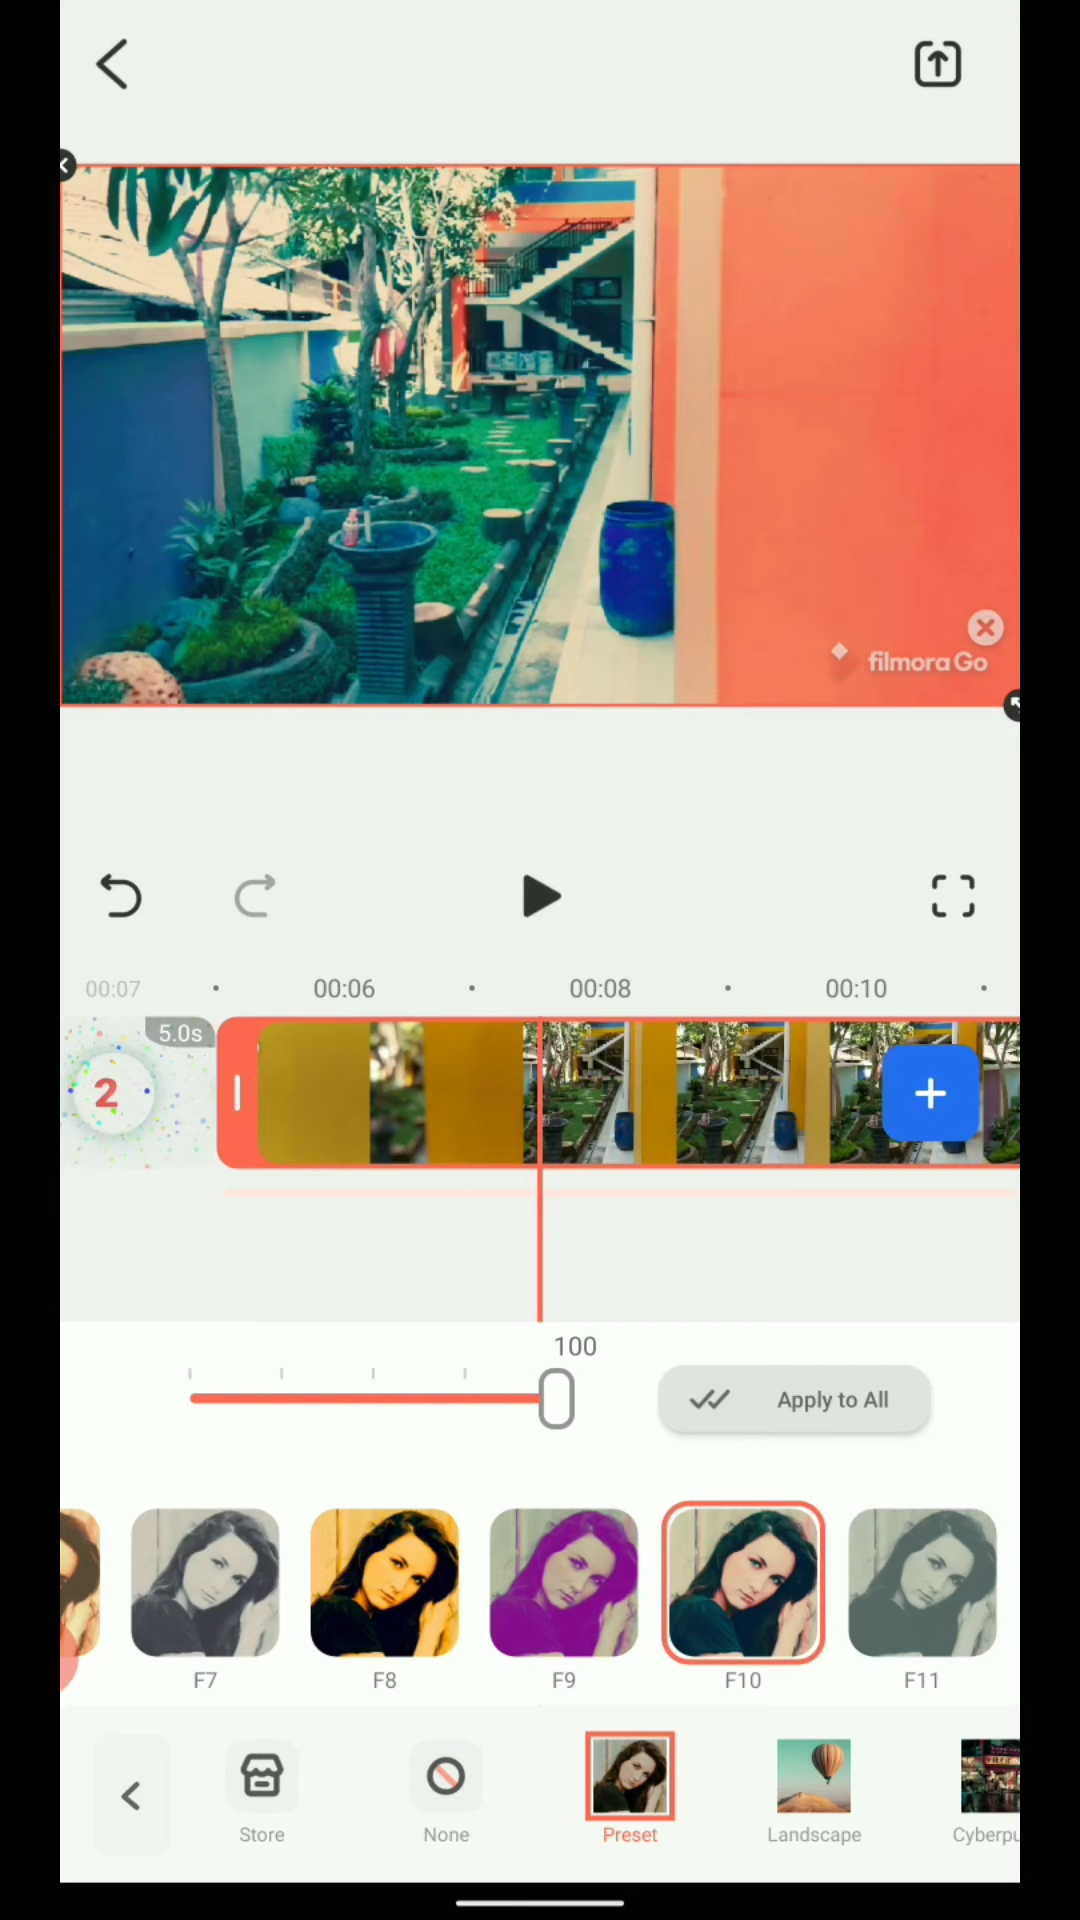 filmora Go
00:07
00:06
00:08
00:10
5.0s
2
100
Apply to All
F7
F8
F9
F10
F11
Store
None
Preset
Landscape
Cyberpu